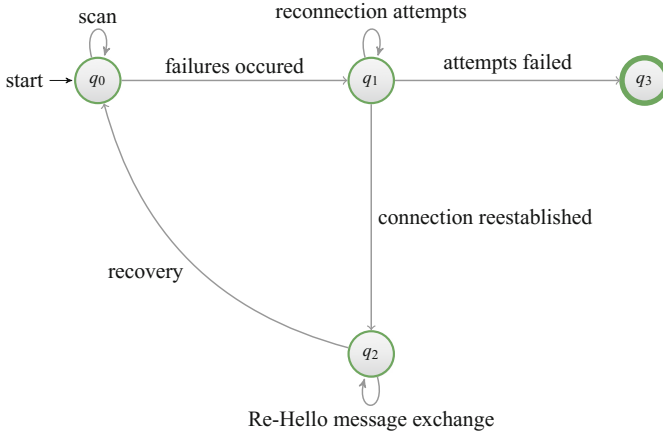 scan
reconnection attempts
start
q0
failures occured
q1
attempts failed
q3
connection reestablished
recovery
q2
Re-Hello message exchange